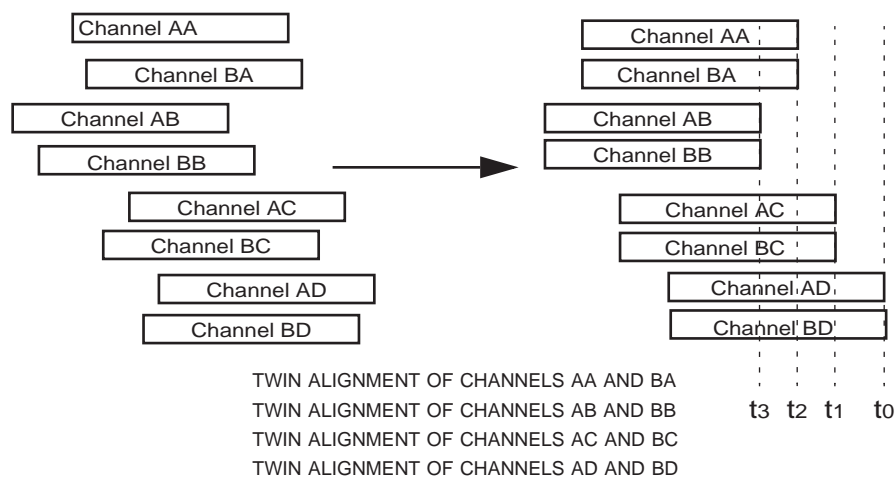 Channel AA
Channel BA
Channel AB
Channel BB
Channel AC
Channel BC
Channel AD
Channel BD
Channel AA
Channel BA
Channel AB
Channel BB
Channel AC
Channel BC
Channel AD
Channel BD
t3 t2 t1 t0
TWIN ALIGNMENT OF CHANNELS AA AND BA
TWIN ALIGNMENT OF CHANNELS AB AND BB
TWIN ALIGNMENT OF CHANNELS AC AND BC
TWIN ALIGNMENT OF CHANNELS AD AND BD